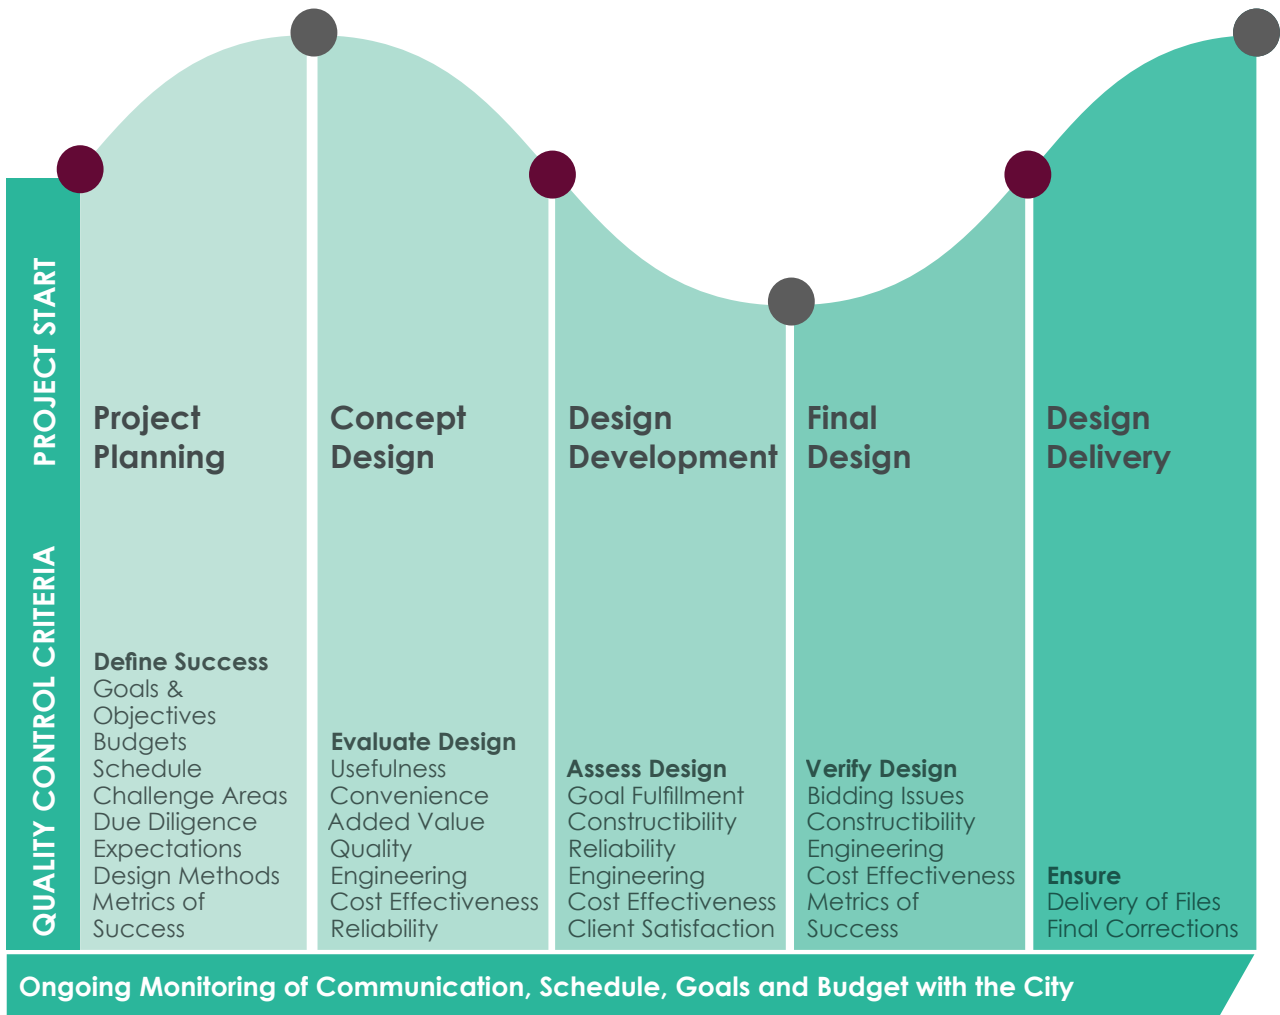 PROJECT START
QUALITY CONTROL CRITERIA
Project
Planning
Define Success
Goals &
Objectives
Budgets
Schedule
Challenge Areas
Due Diligence
Expectations
Design Methods
Metrics of
Success
Concept
Design
Evaluate Design
Usefulness
Convenience
Added Value
Quality
Engineering
Cost Effectiveness
Reliability
Design
Development
Assess Design
Goal Fulfillment
Constructibility
Reliability
Engineering
Cost Effectiveness
Client Satisfaction
Final
Design
Verify Design
Bidding Issues
Constructibility
Engineering
Cost Effectiveness
Metrics of
Success
Design
Delivery
Ensure
Delivery of Files
Final Corrections
Ongoing Monitoring of Communication, Schedule, Goals and Budget with the City